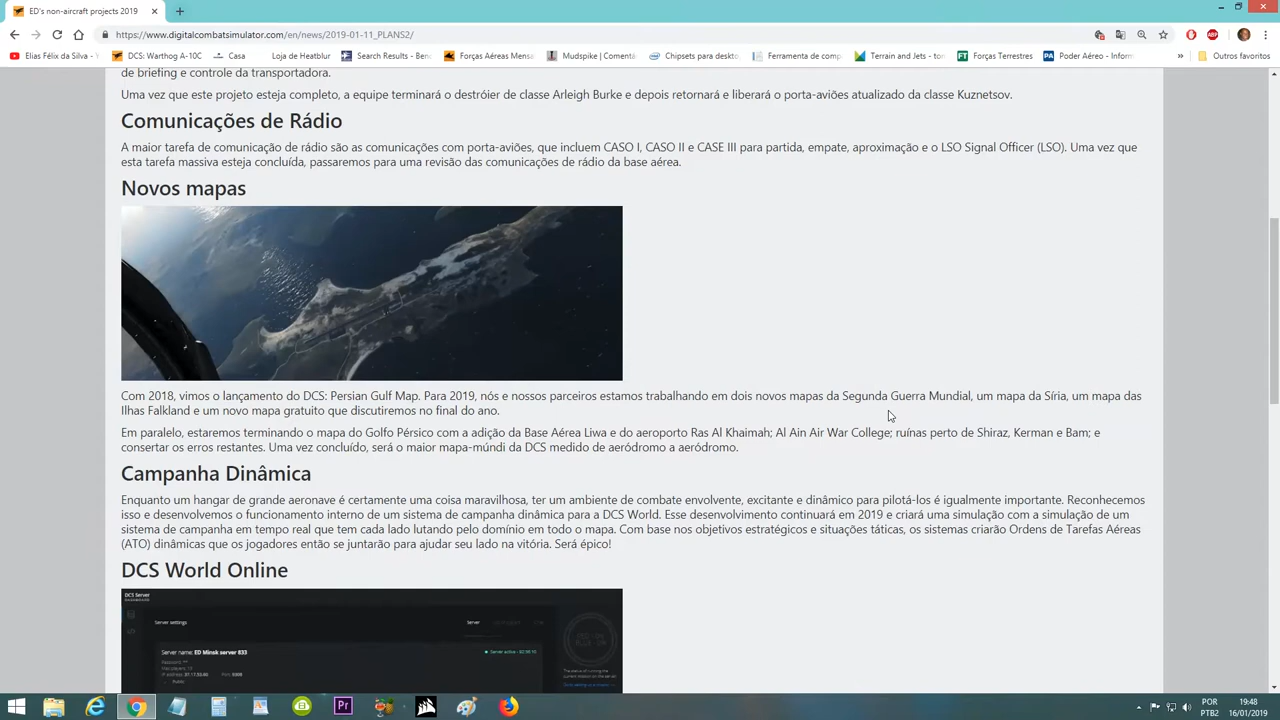 ED's non-aircraft projects 2019
https://www.digitalcombatsimulator.com/en/news/2019-01-11_PLANS2/
Elias Félix da Silva -
DCS: Warthog A-10C
Casa
Loja de Heatblur
Search Results - Benc
Forças Aéreas Mensa
Mudspike | Comentá
Chipsets para deskto
Ferramenta de comp
Terrain and Jets - tom
Forças Terrestres
Poder Aéreo - Inform
Outros favoritos
de briefing e controle da transportadora.
Uma vez que este projeto esteja completo, a equipe terminará o destróier de classe Arleigh Burke e depois retornará e liberará o porta-aviões atualizado da classe Kuznetsov.
Comunicações de Rádio
A maior tarefa de comunicação de rádio são as comunicações com porta-aviões, que incluem CASO I, CASO II e CASE III para partida, empate, aproximação e o LSO Signal Officer (LSO). Uma vez que
esta tarefa massiva esteja concluída, passaremos para uma revisão das comunicações de rádio da base aérea.
Novos mapas
Com 2018, vimos o lançamento do DCS: Persian Gulf Map. Para 2019, nós e nossos parceiros estamos trabalhando em dois novos mapas da Segunda Guerra Mundial, um mapa da Síria, um mapa das
Ilhas Falkland e um novo mapa gratuito que discutiremos no final do ano.
Em paralelo, estaremos terminando o mapa do Golfo Pérsico com a adição da Base Aérea Liwa e do aeroporto Ras Al Khaimah; Al Ain Air War College; ruínas perto de Shiraz, Kerman e Bam; e
consertar os erros restantes. Uma vez concluído, será o maior mapa-múndi da DCS medido de aeródromo a aeródromo.
Campanha Dinâmica
Enquanto um hangar de grande aeronave é certamente uma coisa maravilhosa, ter um ambiente de combate envolvente, excitante e dinâmico para pilotá-los é igualmente importante. Reconhecemos
isso e desenvolvemos o funcionamento interno de um sistema de campanha dinâmica para a DCS World. Esse desenvolvimento continuará em 2019 e criará uma simulação com a simulação de um
sistema de campanha em tempo real que tem cada lado lutando pelo domínio em todo o mapa. Com base nos objetivos estratégicos e situações táticas, os sistemas criarão Ordens de Tarefas Aéreas
(ATO) dinâmicas que os jogadores então se juntarão para ajudar seu lado na vitória. Será épico!
DCS World Online
DCS Server
Server settings
Server
Server name: ED Minsk server 833
Public
POR
PTB2
19:48
16/01/2019